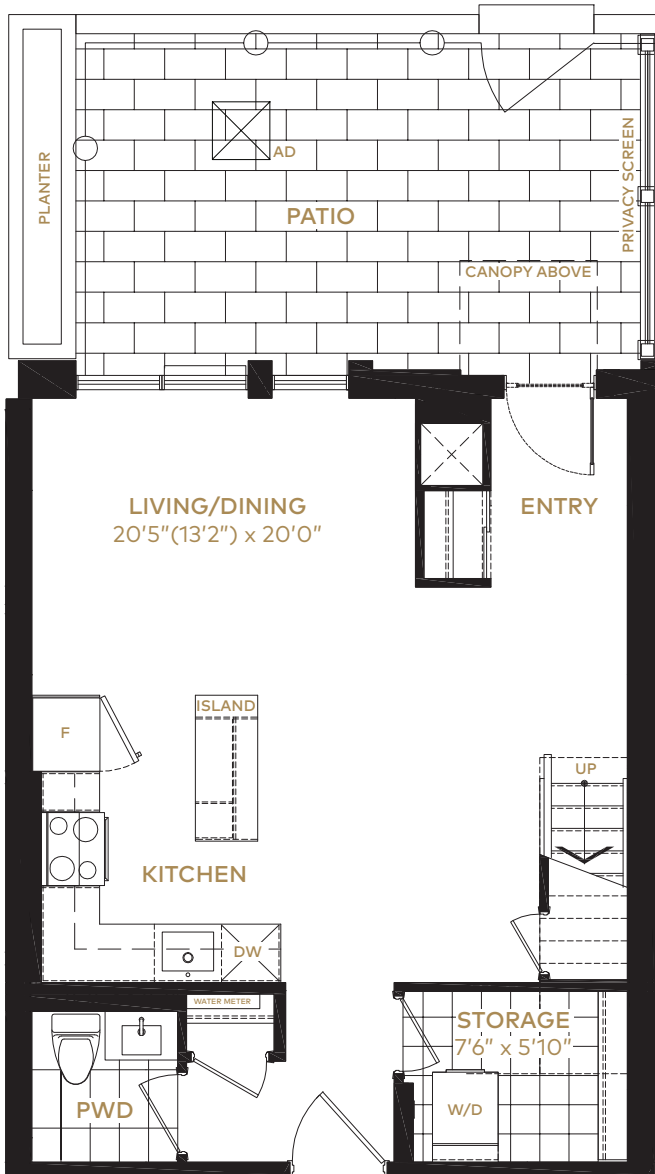 PLANTER
AD
PATIO
PRIVACY SCREEN
CANOPY ABOVE
LIVING/DINING
20'5"(13'2") x 20'0"
ENTRY
ISLAND
F
UP
KITCHEN
DW
WATER METER
STORAGE
7'6" x 5'10"
PWD
W/D